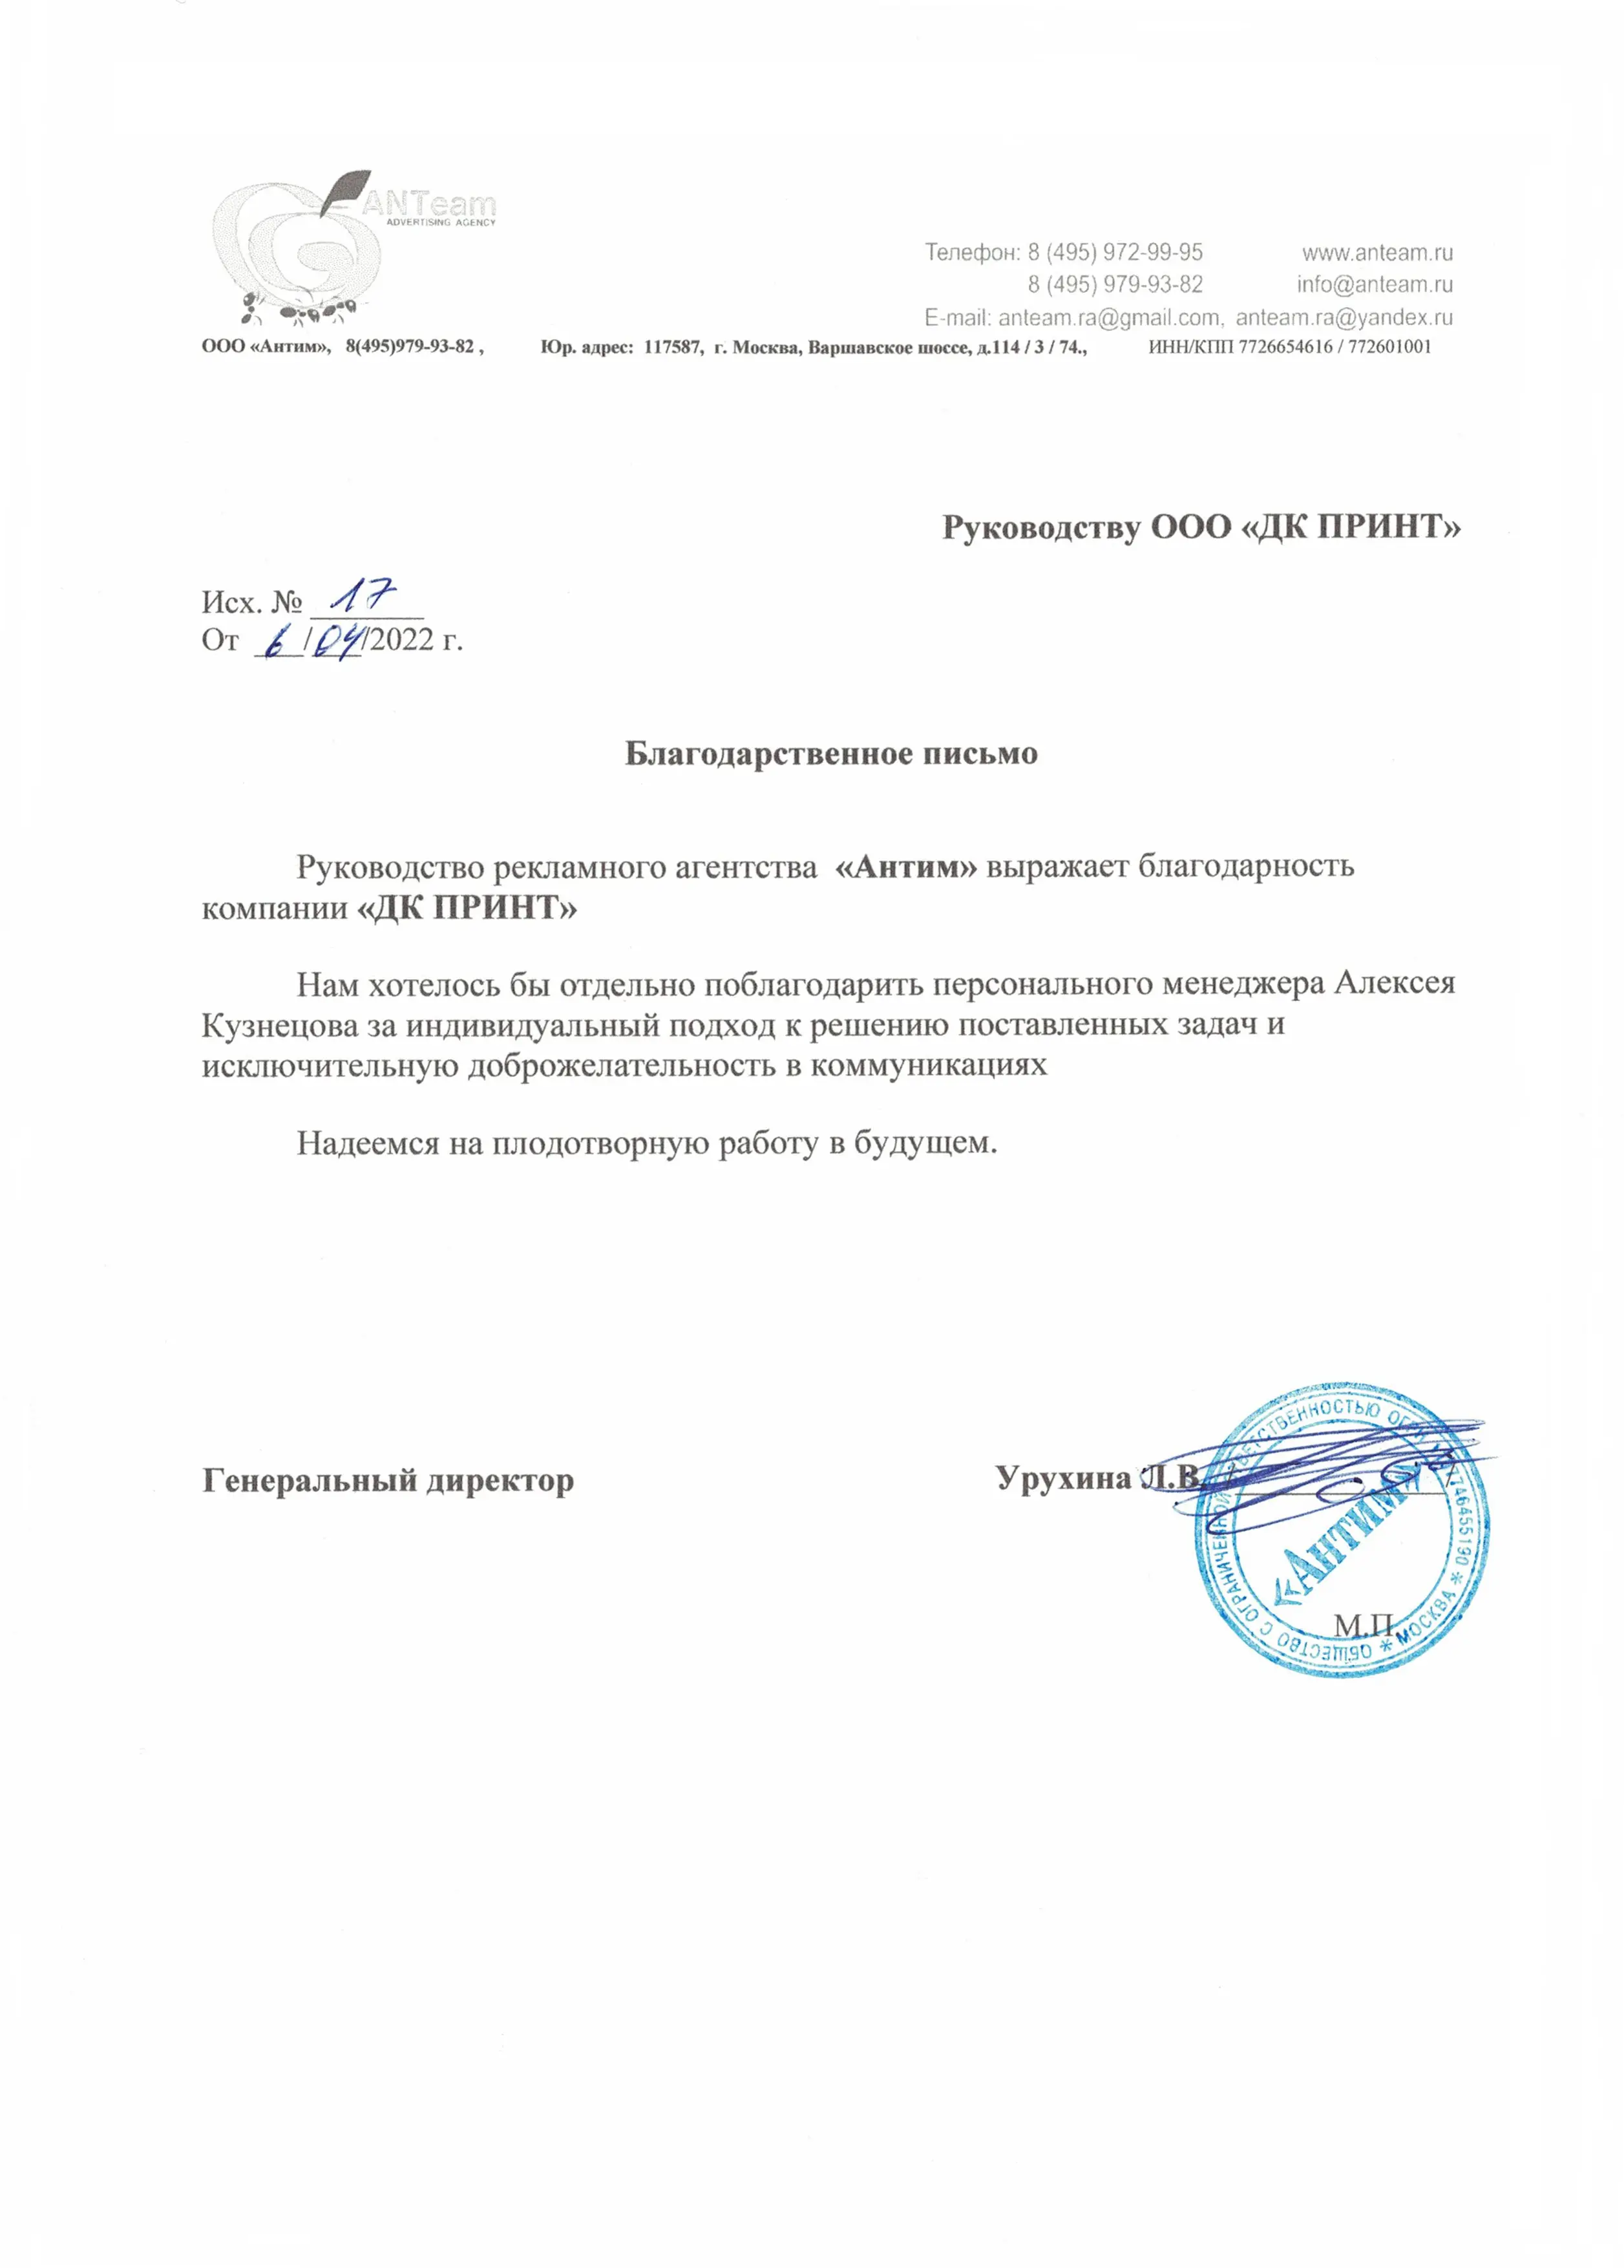 ANTeam
ADVERTISING AGENCY
Телефон: 8 (495) 972-99-95 www.anteam.ru
8 (495) 979-93-82 info@anteam.ru
E-mail: anteam.ra@gmail.com, anteam.ra@yandex.ru
ООО «Антим», 8(495)979-93-82 , Юр. адрес: 117587, г. Москва, Варшавское шоссе, д.114 / 3 / 74., ИНН/КПП 7726654616 / 772601001
Руководству ООО «ДК ПРИНТ»
Исх. № 17
От 6/04/2022 г.
Благодарственное письмо
Руководство рекламного агентства «Антим» выражает благодарность
компании «ДК ПРИНТ»
Нам хотелось бы отдельно поблагодарить персонального менеджера Алексея
Кузнецова за индивидуальный подход к решению поставленных задач и
исключительную доброжелательность в коммуникациях
Надеемся на плодотворную работу в будущем.
Генеральный директор Урухина Л.В. / /
ОБЩЕСТВО С ОГРАНИЧЕННОЙ ОТВЕТСТВЕННОСТЬЮ
* МОСКВА *
«Антим»
М.П.